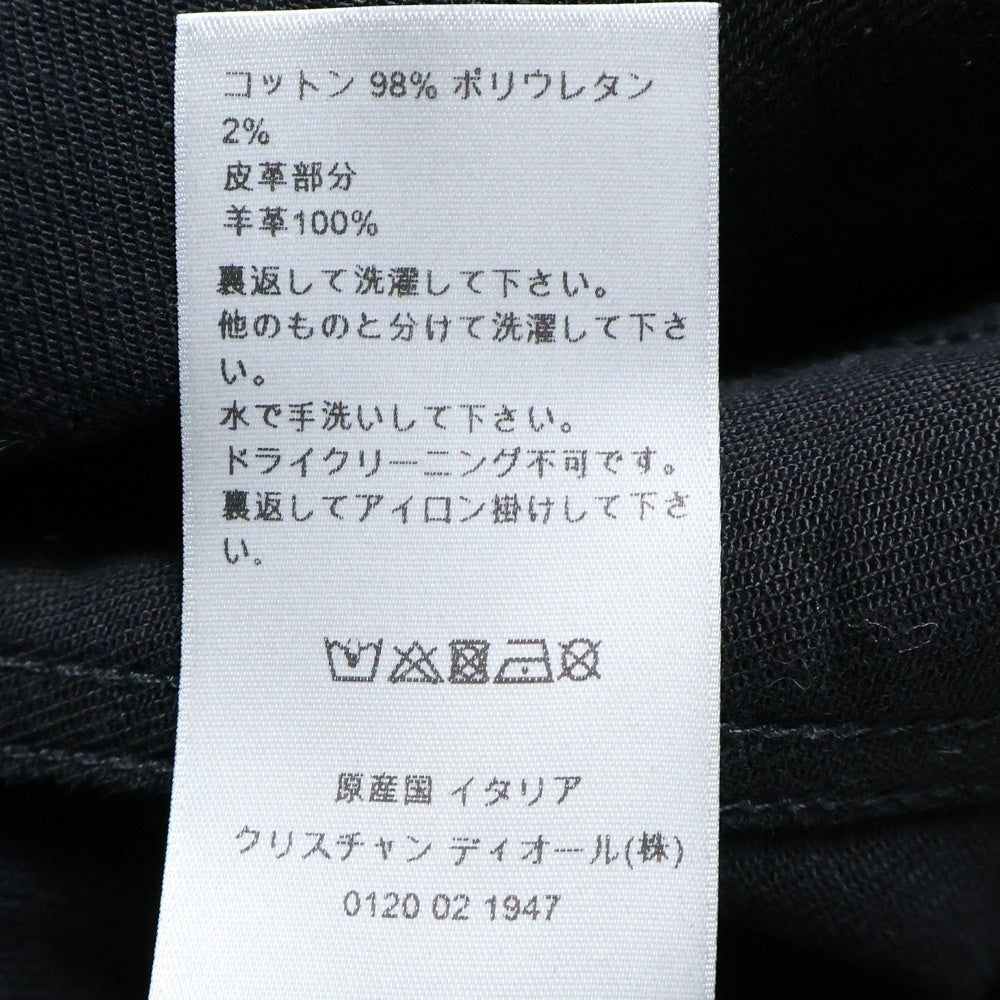 コットン 98% ポリウレタン
2%
皮革部分
羊革100%
裏返して洗濯して下さい。
他のものと分けて洗濯して下さ
い。
水で手洗いして下さい。
ドライクリーニング不可です。
裏返してアイロン掛けして下さ
い。
原産国 イタリア
クリスチャン ディオール(株)
0120 02 1947